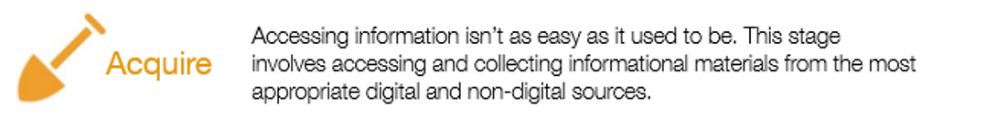 Acquire
Accessing information isn’t as easy as it used to be. This stage
involves accessing and collecting informational materials from the most
appropriate digital and non-digital sources.